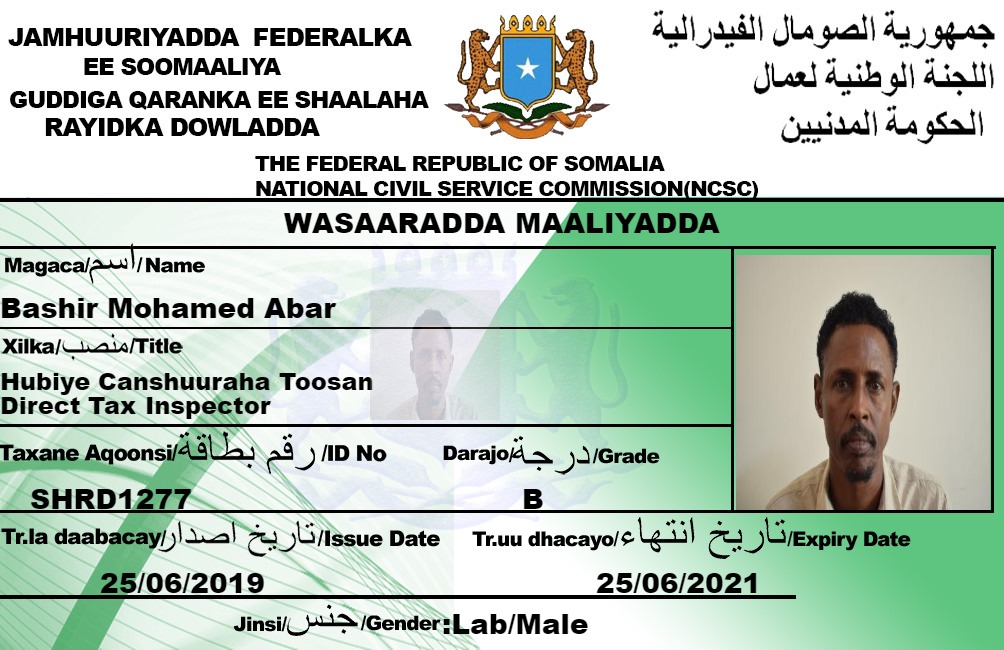 JAMHUURIYADDA FEDERALKA
EE SOOMAALIYA
GUDDIGA QARANKA EE SHAALAHA
RAYIDKA DOWLADDA
جمهورية الصومال الفيدرالية
اللجنة الوطنية لعمال
الحكومة المدنيين
THE FEDERAL REPUBLIC OF SOMALIA
NATIONAL CIVIL SERVICE COMMISSION(NCSC)
WASAARADDA MAALIYADDA
Magaca/اسم/Name
Bashir Mohamed Abar
Xilka/منصب/Title
Hubiye Canshuuraha Toosan
Direct Tax Inspector
Taxane Aqoonsi/رقم بطاقة/ID No
SHRD1277
Darajo/درجة/Grade
B
Tr.la daabacay/تاريخ اصدار/Issue Date
25/06/2019
Tr.uu dhacayo/تاريخ انتهاء/Expiry Date
25/06/2021
Jinsi/جنس/Gender:Lab/Male